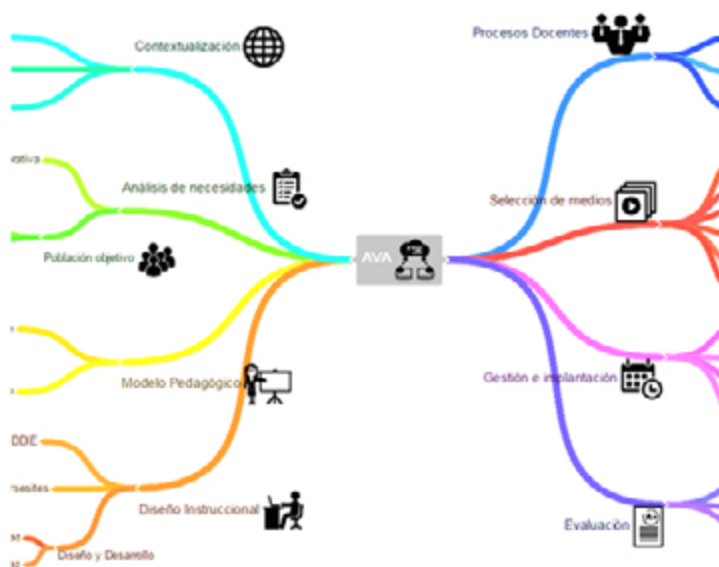 Contextualización
Análisis de necesidades
Población objetivo
Modelo Pedagógico
DDIE
Diseño Instruccional
Diseño y Desarrollo
AVA
Procesos Docentes
Selección de medios
Gestión e implantación
Evaluación